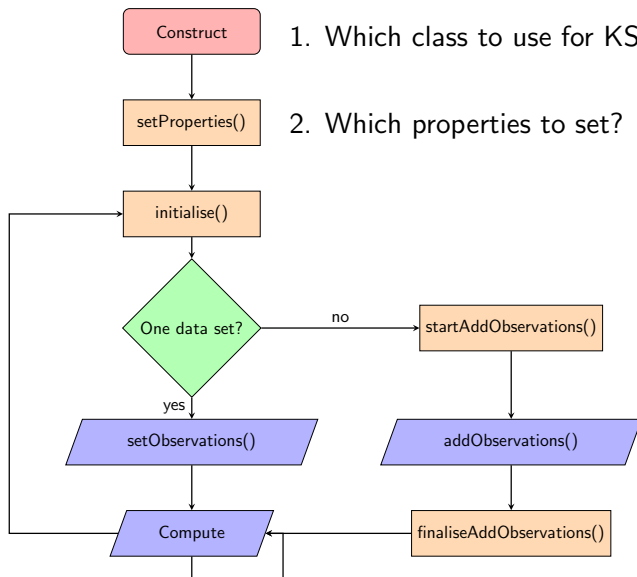 Construct
1. Which class to use for KS
setProperties()
2. Which properties to set?
initialise()
One data set?
no
startAddObservations()
yes
setObservations()
addObservations()
Compute
finaliseAddObservations()